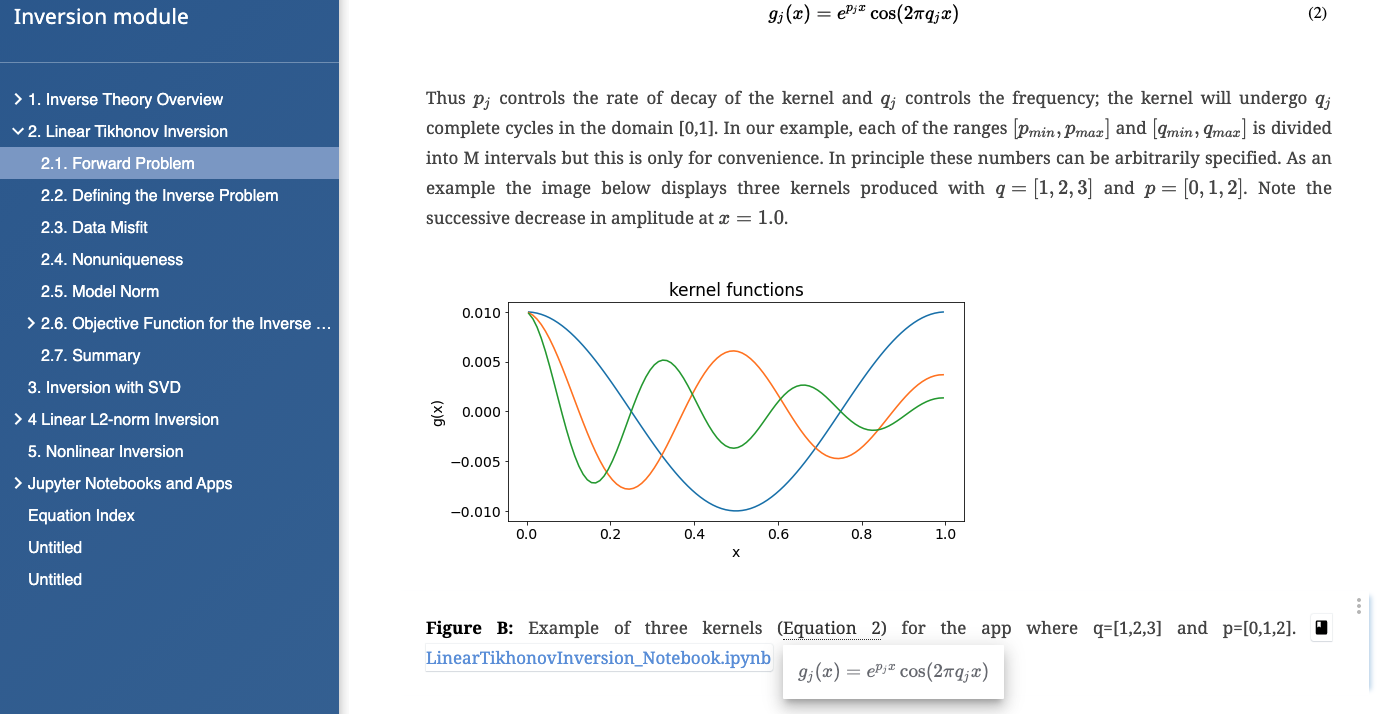 Inversion module
1. Inverse Theory Overview
2. Linear Tikhonov Inversion
2.1. Forward Problem
2.2. Defining the Inverse Problem
2.3. Data Misfit
2.4. Nonuniqueness
2.5. Model Norm
2.6. Objective Function for the Inverse …
2.7. Summary
3. Inversion with SVD
4 Linear L2-norm Inversion
5. Nonlinear Inversion
Jupyter Notebooks and Apps
Equation Index
Untitled
Untitled
g_j(x) = e^{p_j x} cos(2πq_j x) (2)
Thus p_j controls the rate of decay of the kernel and q_j controls the frequency; the kernel will undergo q_j
complete cycles in the domain [0,1]. In our example, each of the ranges [p_{min}, p_{max}] and [q_{min}, q_{max}] is divided
into M intervals but this is only for convenience. In principle these numbers can be arbitrarily specified. As an
example the image below displays three kernels produced with q = [1, 2, 3] and p = [0, 1, 2]. Note the
successive decrease in amplitude at x = 1.0.
kernel functions
0.010
0.005
0.000
−0.005
−0.010
g(x)
0.0 0.2 0.4 0.6 0.8 1.0
x
Figure B: Example of three kernels (Equation 2) for the app where q=[1,2,3] and p=[0,1,2].
LinearTikhonovInversion_Notebook.ipynb
g_j(x) = e^{p_j x} cos(2πq_j x)